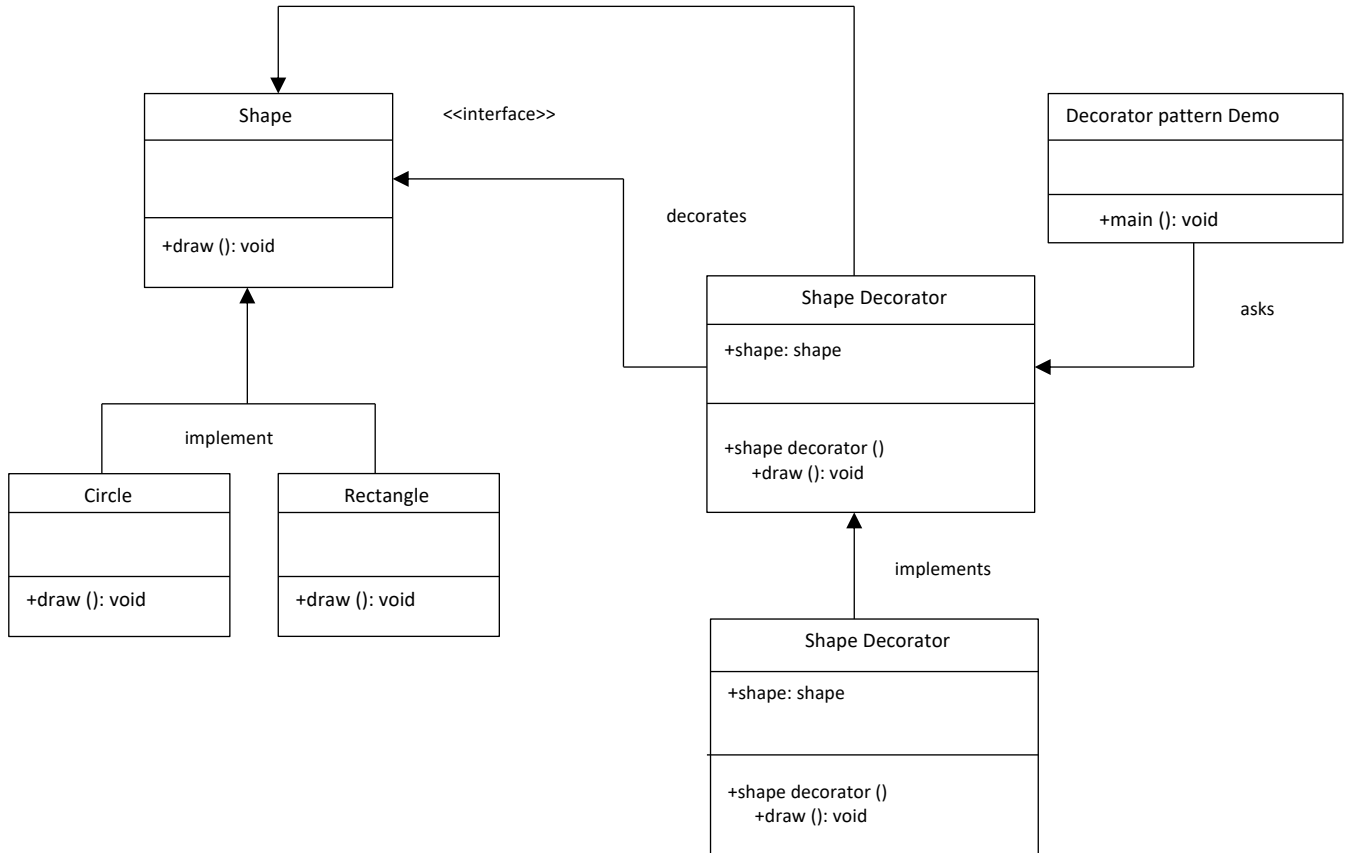 Shape
+draw (): void
<<interface>>
decorates
Decorator pattern Demo
+main (): void
asks
Shape Decorator
+shape: shape
+shape decorator ()
+draw (): void
implement
Circle
+draw (): void
Rectangle
+draw (): void
implements
Shape Decorator
+shape: shape
+shape decorator ()
+draw (): void